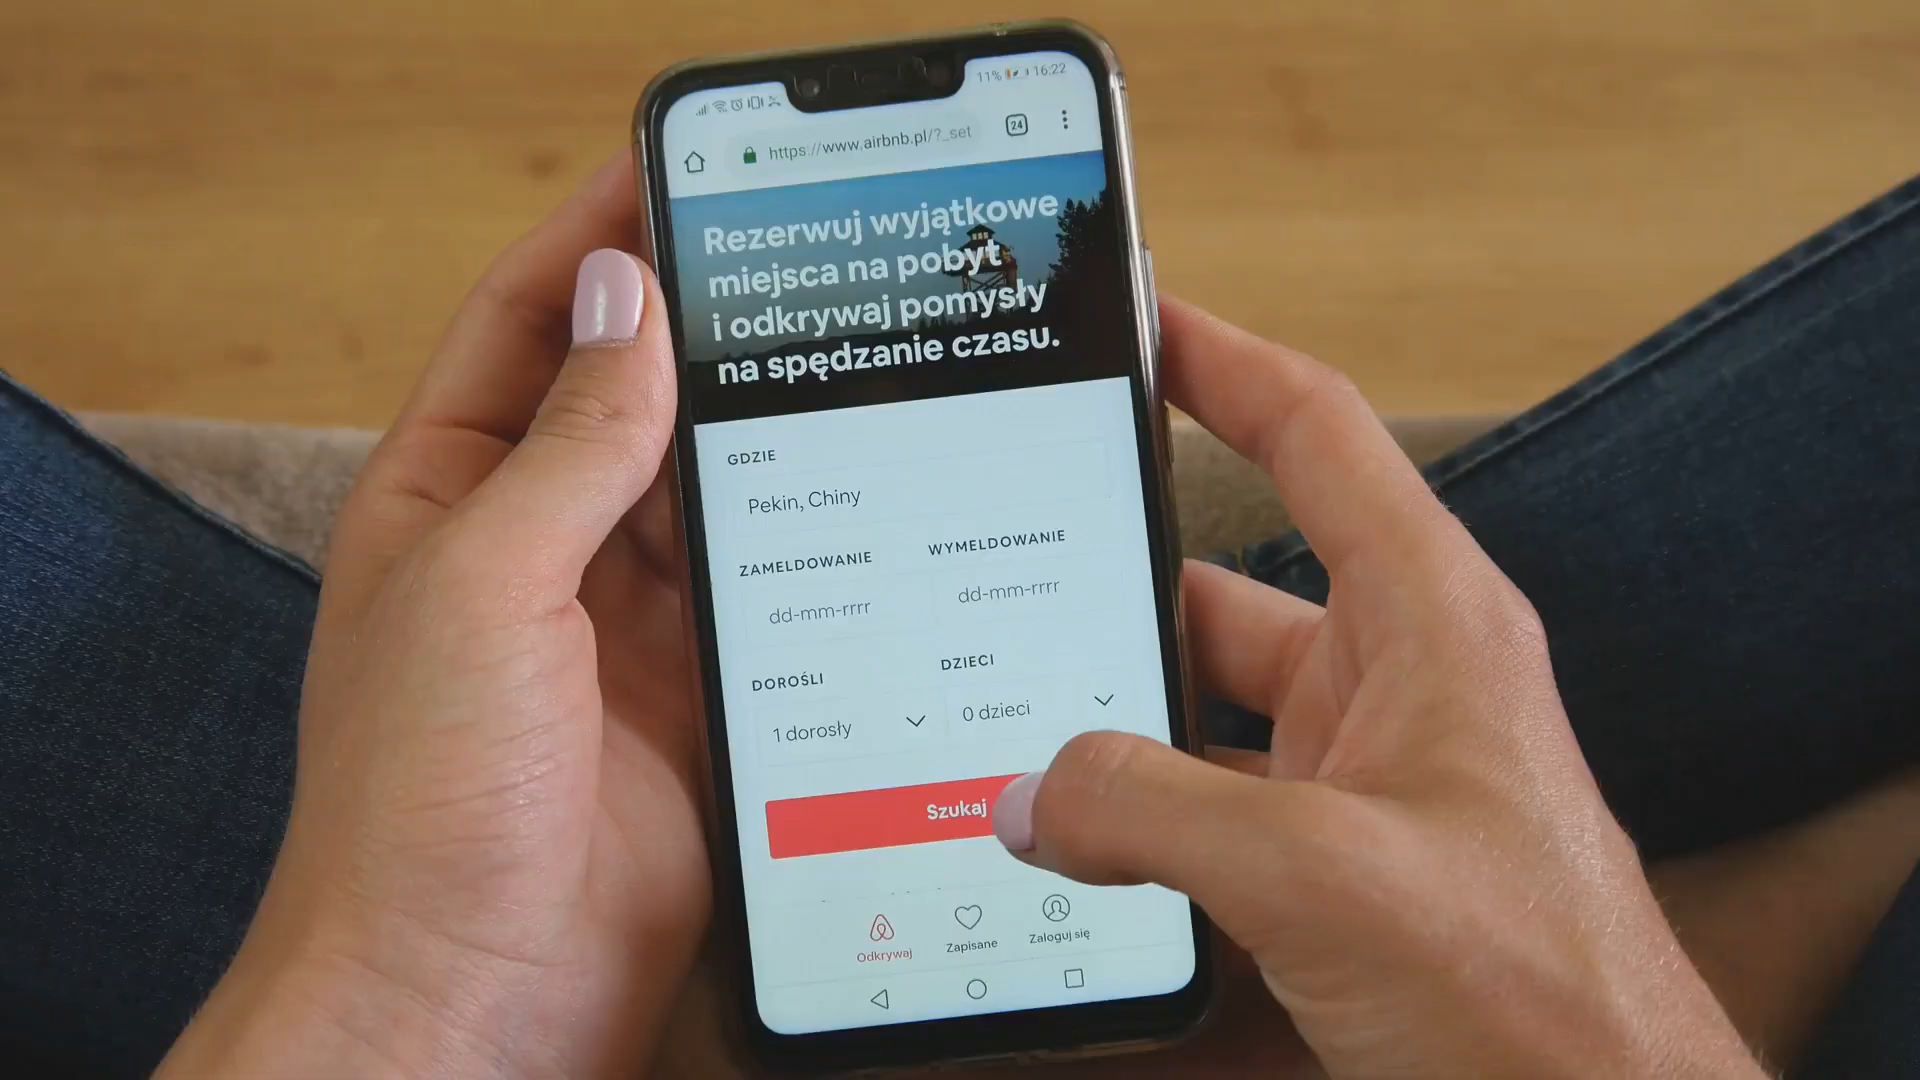 11% 16:22
https://www.airbnb.pl/?_set
24
Rezerwuj wyjątkowe
miejsca na pobyt
i odkrywaj pomysły
na spędzanie czasu.
GDZIE
Pekin, Chiny
ZAMELDOWANIE WYMELDOWANIE
dd-mm-rrrr dd-mm-rrrr
DOROŚLI DZIECI
1 dorosły 0 dzieci
Szukaj
Odkrywaj Zapisane Zaloguj się